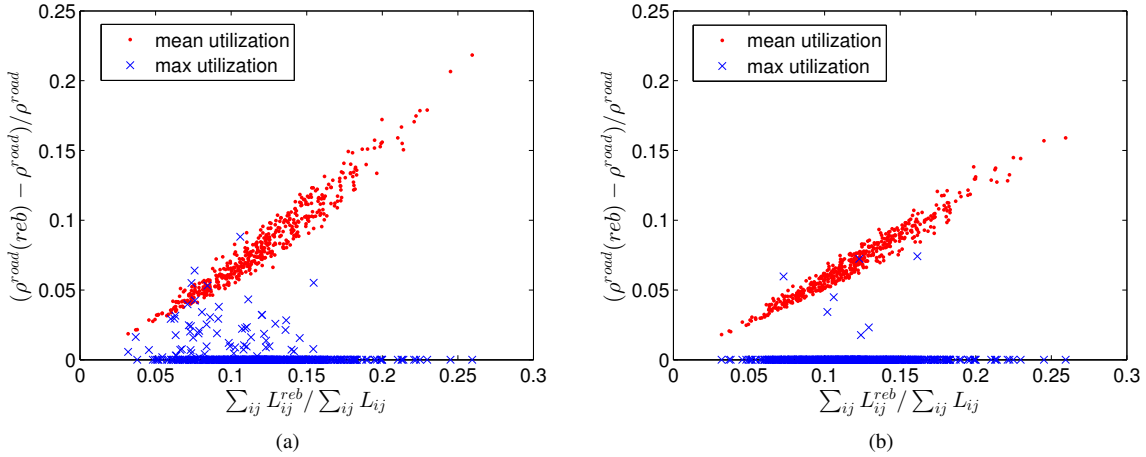 0.25
0.2
0.15
0.1
0.05
0
mean utilization
max utilization
(ρ^{road}(reb) − ρ^{road})/ρ^{road}
0 0.05 0.1 0.15 0.2 0.25 0.3
∑_{ij} L_{ij}^{reb}/ ∑_{ij} L_{ij}
(a)
0.25
0.2
0.15
0.1
0.05
0
mean utilization
max utilization
(ρ^{road}(reb) − ρ^{road})/ρ^{road}
0 0.05 0.1 0.15 0.2 0.25 0.3
∑_{ij} L_{ij}^{reb}/ ∑_{ij} L_{ij}
(b)